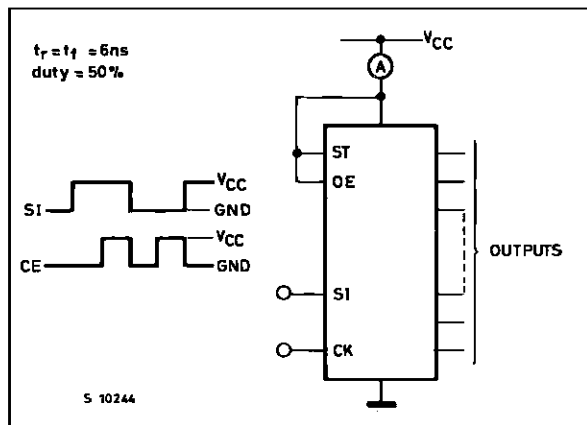 tr = tf = 6ns
duty = 50%
VCC
A
ST
OE
VCC
SI
GND
VCC
CE
GND
OUTPUTS
SI
CK
S 10244